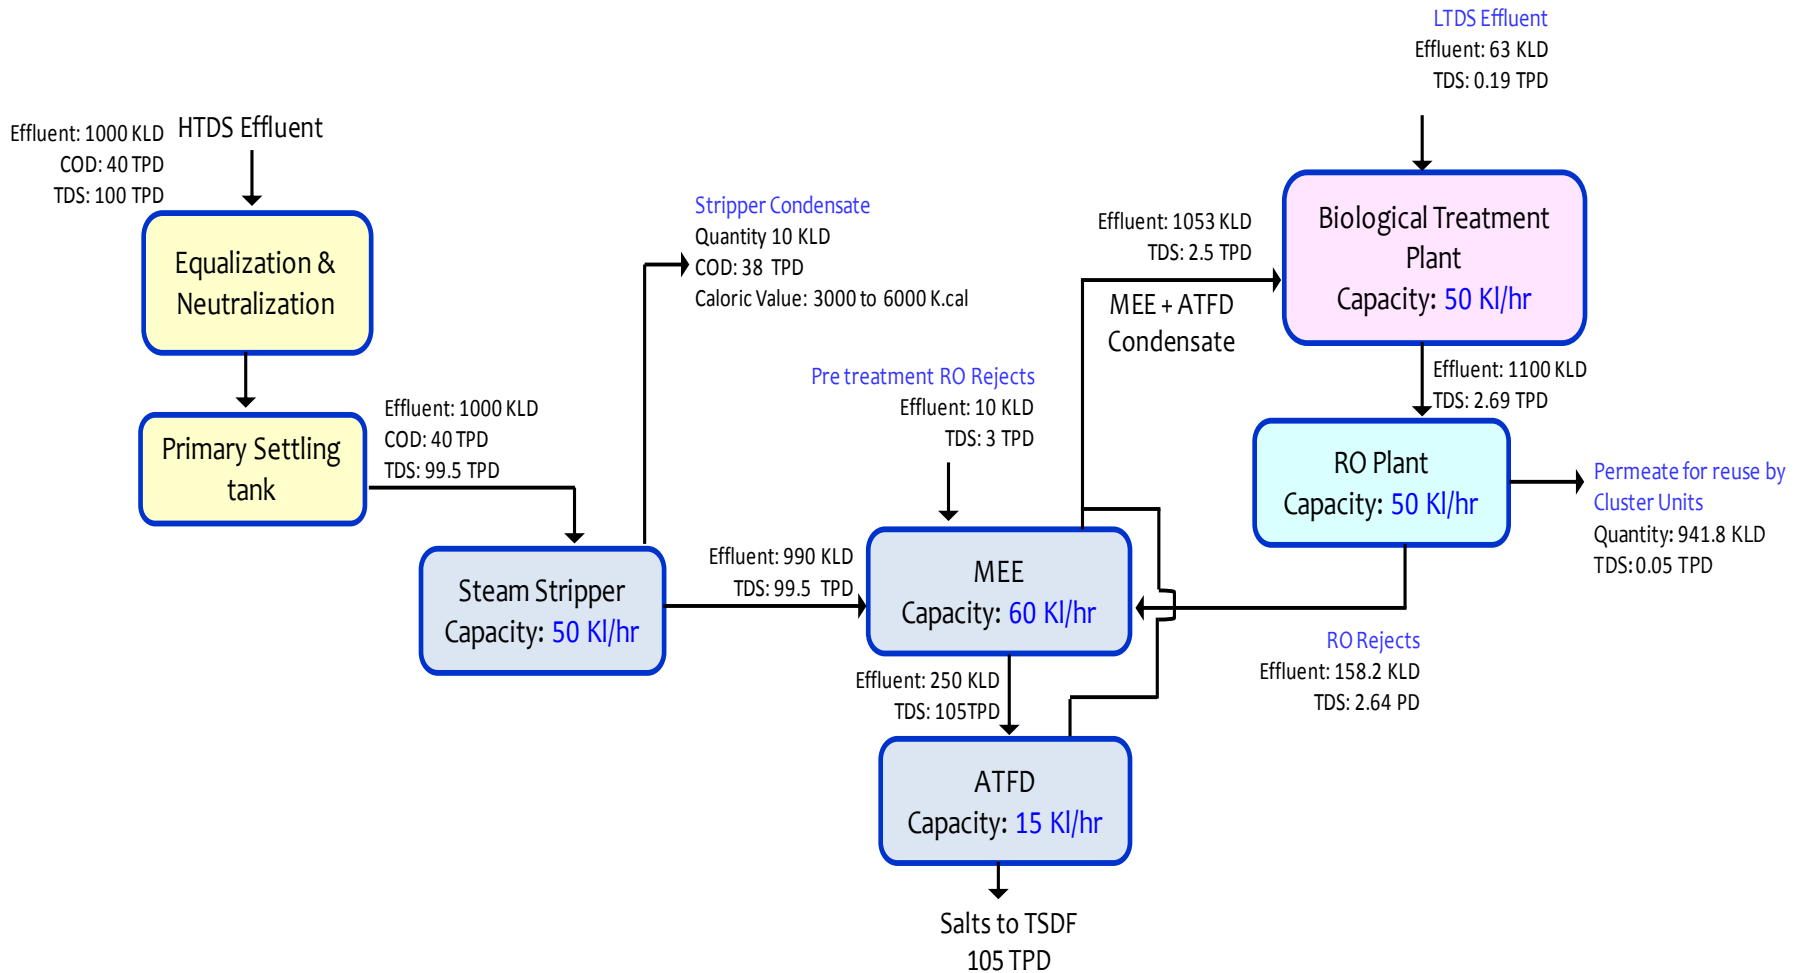 LTDS Effluent
Effluent: 63 KLD
TDS: 0.19 TPD
HTDS Effluent
Effluent: 1000 KLD
COD: 40 TPD
TDS: 100 TPD
Equalization &
Neutralization
Primary Settling
tank
Effluent: 1000 KLD
COD: 40 TPD
TDS: 99.5 TPD
Steam Stripper
Capacity: 50 Kl/hr
Stripper Condensate
Quantity 10 KLD
COD: 38 TPD
Caloric Value: 3000 to 6000 K.cal
Effluent: 990 KLD
TDS: 99.5 TPD
Pre treatment RO Rejects
Effluent: 10 KLD
TDS: 3 TPD
MEE
Capacity: 60 Kl/hr
Effluent: 250 KLD
TDS: 105TPD
ATFD
Capacity: 15 Kl/hr
Salts to TSDF
105 TPD
Effluent: 1053 KLD
TDS: 2.5 TPD
MEE + ATFD
Condensate
Biological Treatment
Plant
Capacity: 50 Kl/hr
Effluent: 1100 KLD
TDS: 2.69 TPD
RO Plant
Capacity: 50 Kl/hr
Permeate for reuse by
Cluster Units
Quantity: 941.8 KLD
TDS: 0.05 TPD
RO Rejects
Effluent: 158.2 KLD
TDS: 2.64 PD